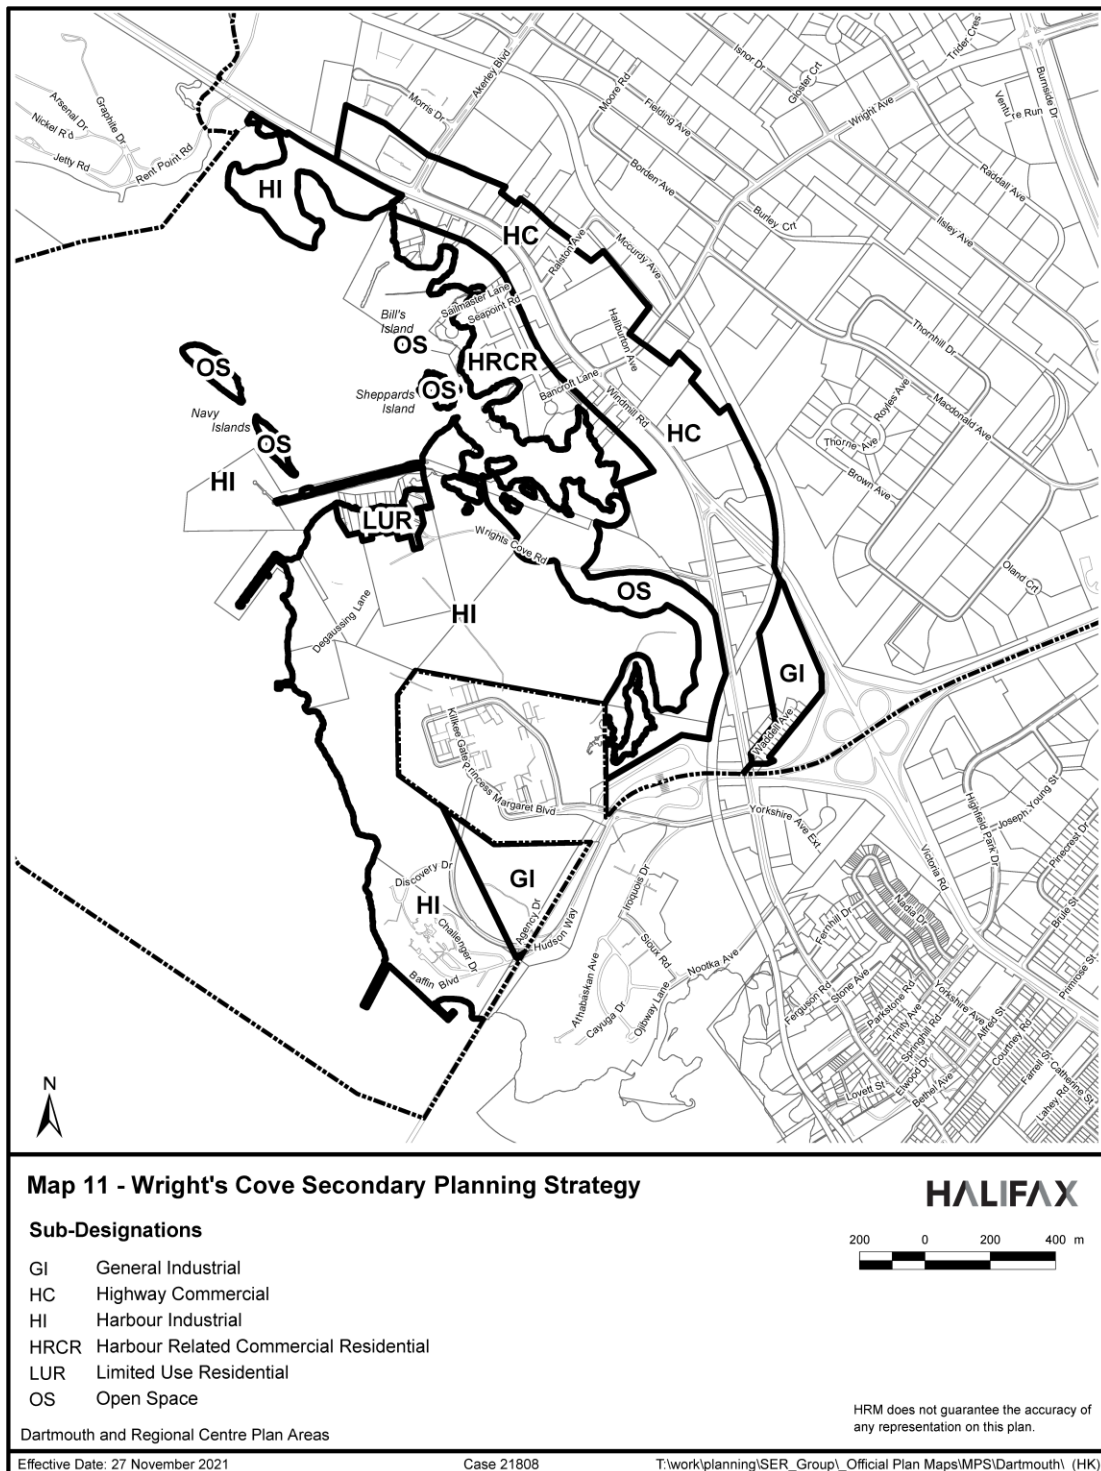 Arsenal Dr
Graphite Dr
Nickel R
Jetty Rd
Rent Point Rd
Morris Dr
Akerley Blvd
Moore Rd
Fielding Ave
Isnor Dr
Gloster Crt
Trider Cres
Burnside Dr
Wright Ave
Raddall Ave
Ilsley Ave
Borden Ave
Burley Crt
Mccurdy Ave
Ralston Ave
HI
HC
Sailmaster Lane
Seapoint Rd
Bill's
Island
OS
HRCR
Haliburton Ave
Bancroft Lane
Windmill Rd
Thornhill Dr
Royles Ave
Macdonald Ave
Thorne Ave
Brown Ave
Oland Crt
OS
Sheppards
Island
OS
Navy
Islands
OS
HC
HI
LUR
Wrights Cove Rd
OS
HI
Degaussing Lane
GI
Waddell Ave
Killkee Gate
Princess Margaret Blvd
Yorkshire Ave Ext
Highfield Park Dr
Joseph Young St
Pinecrest Dr
Brule St
Primrose St
Victoria Rd
Nadia Dr
Fernhill Dr
Discovery Dr
HI
GI
Agency Dr
Challenger Dr
Baffin Blvd
Hudson Way
Iroquois Dr
Sioux Rd
Nootka Ave
Athabaskan Ave
Cayuga Dr
Ojibway Lane
Ferguson Rd
Stone Ave
Parkstone Rd
Trinity Ave
Springhill Rd
Elwood Dr
Bethel Ave
Lovett St
Yorkshire Ave
Alfred St
Courtney Rd
Farrell St
Catherine St
Lahey Rd
N
Map 11 - Wright's Cove Secondary Planning Strategy
HALIFAX
Sub-Designations
200 0 200 400 m
GI General Industrial
HC Highway Commercial
HI Harbour Industrial
HRCR Harbour Related Commercial Residential
LUR Limited Use Residential
OS Open Space
HRM does not guarantee the accuracy of
any representation on this plan.
Dartmouth and Regional Centre Plan Areas
Effective Date: 27 November 2021 Case 21808 T:\work\planning\SER_Group\_Official Plan Maps\MPS\Dartmouth\ (HK)